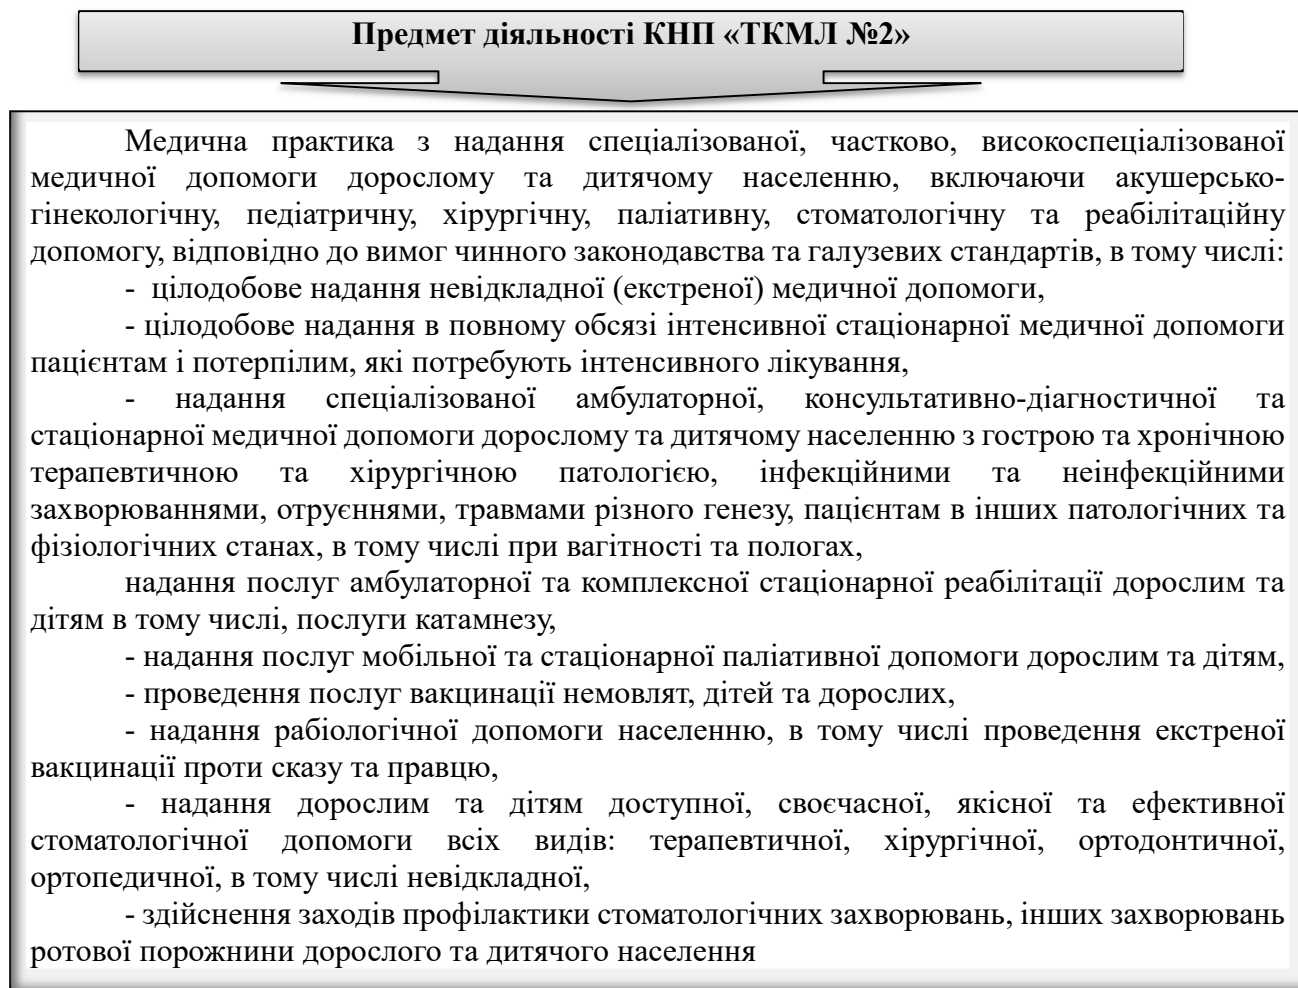 Предмет діяльності КНП «ТКМЛ №2»
Медична практика з надання спеціалізованої, частково, високоспеціалізованої
медичної допомоги дорослому та дитячому населенню, включаючи акушерсько-
гінекологічну, педіатричну, хірургічну, паліативну, стоматологічну та реабілітаційну
допомогу, відповідно до вимог чинного законодавства та галузевих стандартів, в тому числі:
- цілодобове надання невідкладної (екстреної) медичної допомоги,
- цілодобове надання в повному обсязі інтенсивної стаціонарної медичної допомоги
пацієнтам і потерпілим, які потребують інтенсивного лікування,
- надання спеціалізованої амбулаторної, консультативно-діагностичної та
стаціонарної медичної допомоги дорослому та дитячому населенню з гострою та хронічною
терапевтичною та хірургічною патологією, інфекційними та неінфекційними
захворюваннями, отруєннями, травмами різного генезу, пацієнтам в інших патологічних та
фізіологічних станах, в тому числі при вагітності та пологах,
надання послуг амбулаторної та комплексної стаціонарної реабілітації дорослим та
дітям в тому числі, послуги катамнезу,
- надання послуг мобільної та стаціонарної паліативної допомоги дорослим та дітям,
- проведення послуг вакцинації немовлят, дітей та дорослих,
- надання рабіологічної допомоги населенню, в тому числі проведення екстреної
вакцинації проти сказу та правцю,
- надання дорослим та дітям доступної, своєчасної, якісної та ефективної
стоматологічної допомоги всіх видів: терапевтичної, хірургічної, ортодонтичної,
ортопедичної, в тому числі невідкладної,
- здійснення заходів профілактики стоматологічних захворювань, інших захворювань
ротової порожнини дорослого та дитячого населення